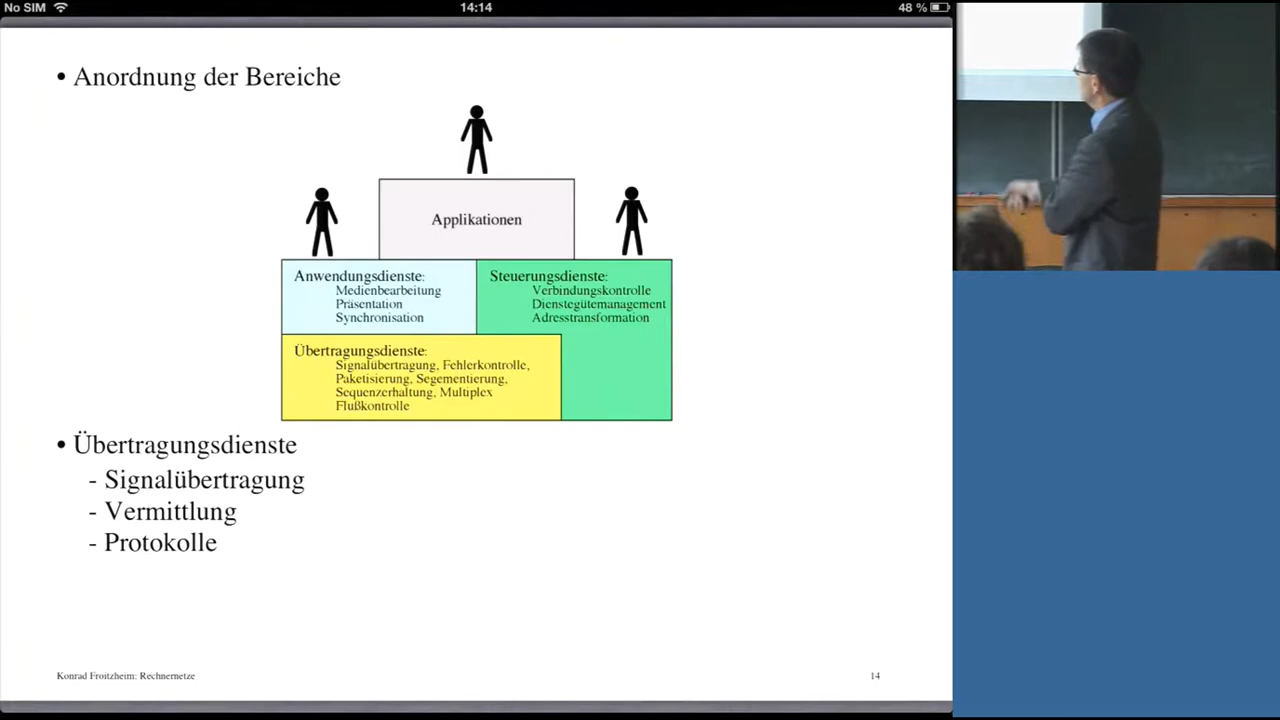 No SIM 14:14 48 %
• Anordnung der Bereiche
Applikationen
Anwendungsdienste:
Medienbearbeitung
Präsentation
Synchronisation
Steuerungsdienste:
Verbindungskontrolle
Dienstegütemanagement
Adresstransformation
Übertragungsdienste:
Signalübertragung, Fehlerkontrolle,
Paketisierung, Segementierung,
Sequenzerhaltung, Multiplex
Flußkontrolle
• Übertragungsdienste
- Signalübertragung
- Vermittlung
- Protokolle
Konrad Froitzheim: Rechnernetze 14